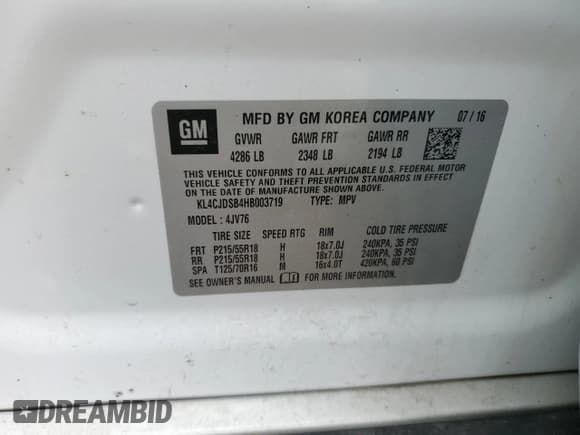 GM
MFD BY GM KOREA COMPANY 07/16
GVWR GAWR FRT GAWR RR
4286 LB 2348 LB 2194 LB
THIS VEHICLE CONFORMS TO ALL APPLICABLE U.S. FEDERAL MOTOR
VEHICLE SAFETY, BUMPER, AND THEFT PREVENTION STANDARDS IN EFFECT
ON THE DATE OF MANUFACTURE SHOWN ABOVE.
KL4CJDSB4HB003719 TYPE: MPV
MODEL: 4JV76
TIRE SIZE SPEED RTG RIM COLD TIRE PRESSURE
FRT P215/55R18 H 18x7.0J 240KPA, 35 PSI
RR P215/55R18 H 18x7.0J 240KPA, 35 PSI
SPA T125/70R16 M 16x4.0T 420KPA, 60 PSI
SEE OWNER'S MANUAL FOR MORE INFORMATION.
DREAMBID